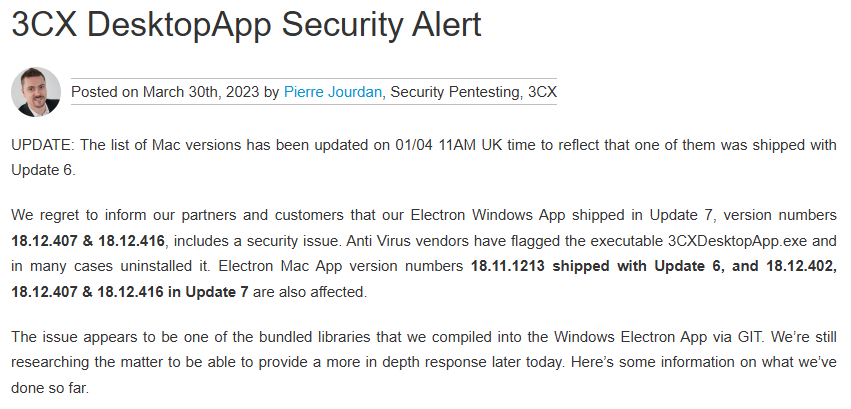 3CX DesktopApp Security Alert
Posted on March 30th, 2023 by Pierre Jourdan, Security Pentesting, 3CX
UPDATE: The list of Mac versions has been updated on 01/04 11AM UK time to reflect that one of them was shipped with
Update 6.
We regret to inform our partners and customers that our Electron Windows App shipped in Update 7, version numbers
18.12.407 & 18.12.416, includes a security issue. Anti Virus vendors have flagged the executable 3CXDesktopApp.exe and
in many cases uninstalled it. Electron Mac App version numbers 18.11.1213 shipped with Update 6, and 18.12.402,
18.12.407 & 18.12.416 in Update 7 are also affected.
The issue appears to be one of the bundled libraries that we compiled into the Windows Electron App via GIT. We’re still
researching the matter to be able to provide a more in depth response later today. Here’s some information on what we’ve
done so far.